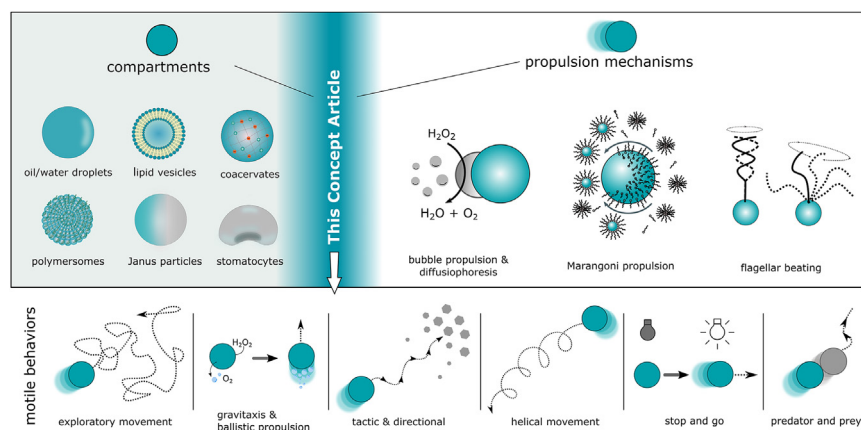 compartments
propulsion mechanisms
This Concept Article
oil/water droplets
lipid vesicles
coacervates
polymersomes
Janus particles
stomatocytes
H2O2
H2O + O2
bubble propulsion &
diffusiophoresis
Marangoni propulsion
flagellar beating
motile behaviors
exploratory movement
H2O2
O2
gravitaxis &
ballistic propulsion
tactic & directional
helical movement
stop and go
predator and prey